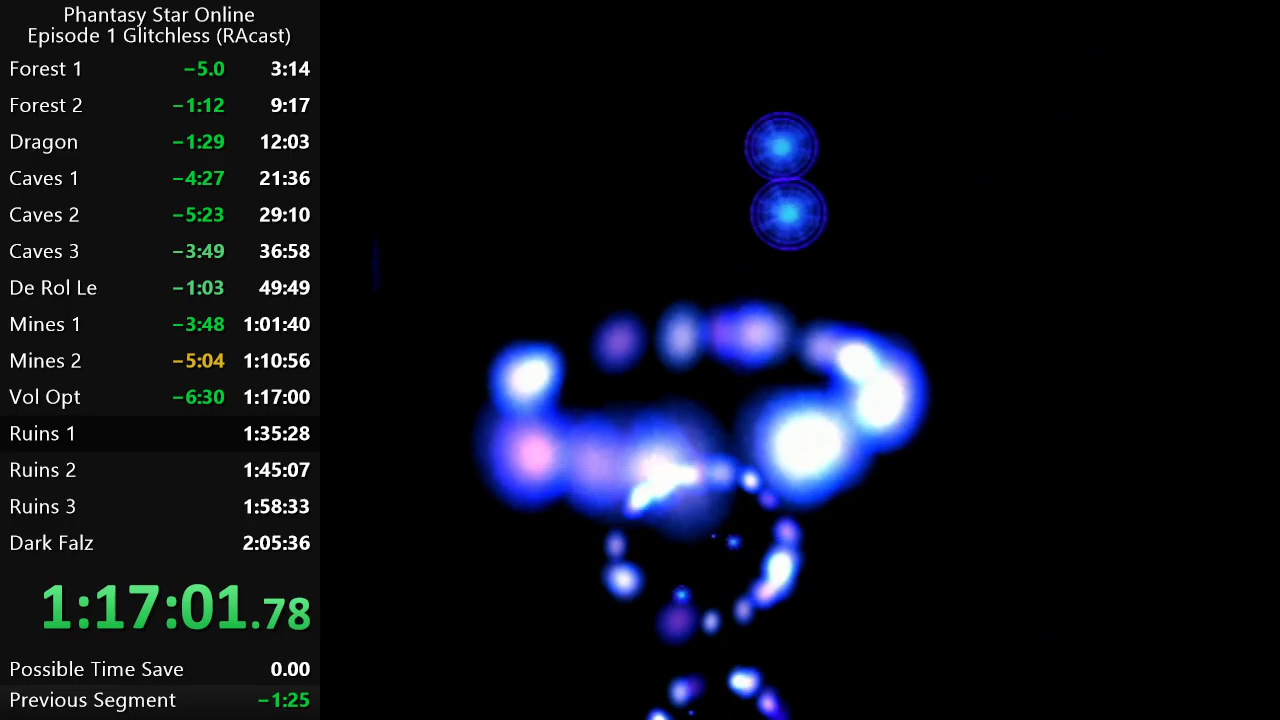 Phantasy Star Online
Episode 1 Glitchless (RAcast)
Forest 1 −5.0 3:14
Forest 2 −1:12 9:17
Dragon −1:29 12:03
Caves 1 −4:27 21:36
Caves 2 −5:23 29:10
Caves 3 −3:49 36:58
De Rol Le −1:03 49:49
Mines 1 −3:48 1:01:40
Mines 2 −5:04 1:10:56
Vol Opt −6:30 1:17:00
Ruins 1 1:35:28
Ruins 2 1:45:07
Ruins 3 1:58:33
Dark Falz 2:05:36
1:17:01.78
Possible Time Save 0.00
Previous Segment −1:25